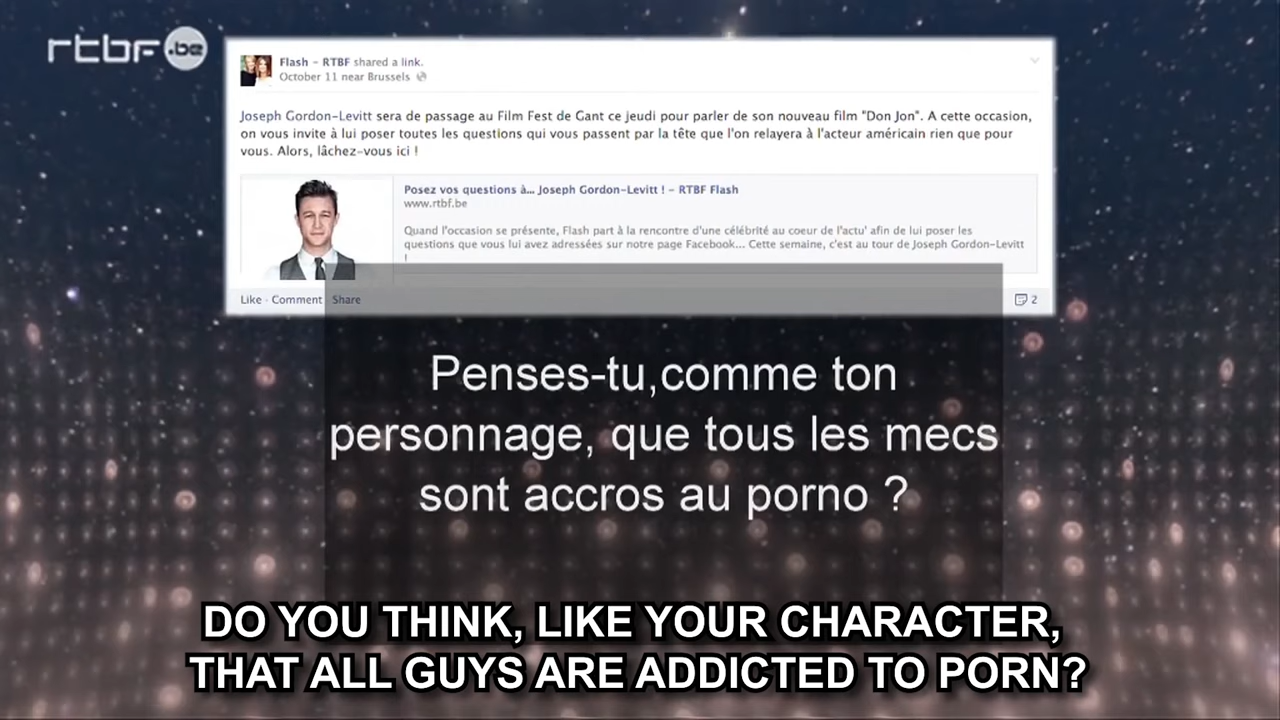 rtbf.be
Flash - RTBF shared a link.
October 11 near Brussels
Joseph Gordon-Levitt sera de passage au Film Fest de Gant ce jeudi pour parler de son nouveau film "Don Jon". A cette occasion,
on vous invite à lui poser toutes les questions qui vous passent par la tête que l'on relayera à l'acteur américain rien que pour
vous. Alors, lâchez-vous ici !
Posez vos questions à... Joseph Gordon-Levitt ! - RTBF Flash
www.rtbf.be
Quand l'occasion se présente, Flash part à la rencontre d'une célébrité au coeur de l'actu' afin de lui poser les
questions que vous lui avez adressées sur notre page Facebook... Cette semaine, c'est au tour de Joseph Gordon-Levitt
!
Like · Comment · Share 2
Penses-tu,comme ton
personnage, que tous les mecs
sont accros au porno ?
DO YOU THINK, LIKE YOUR CHARACTER,
THAT ALL GUYS ARE ADDICTED TO PORN?